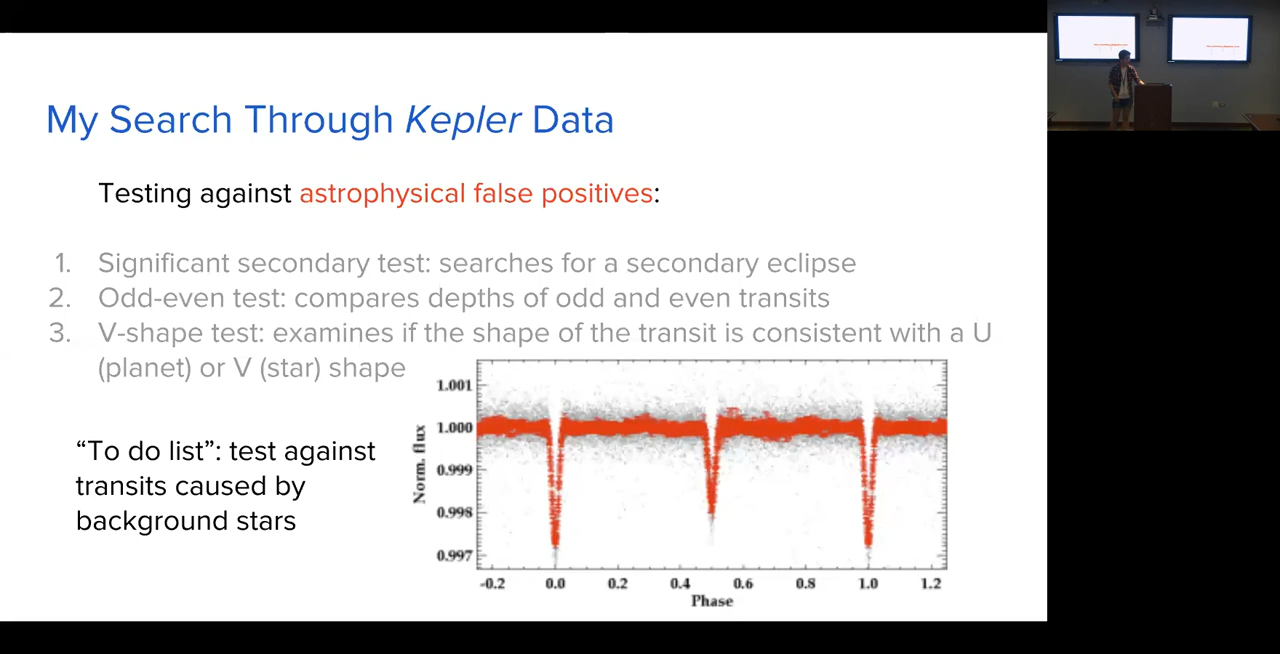 My Search Through Kepler Data
Testing against astrophysical false positives:
1. Significant secondary test: searches for a secondary eclipse
2. Odd-even test: compares depths of odd and even transits
3. V-shape test: examines if the shape of the transit is consistent with a U
(planet) or V (star) shape
“To do list”: test against
transits caused by
background stars
Norm. flux
1.001
1.000
0.999
0.998
0.997
-0.2 0.0 0.2 0.4 0.6 0.8 1.0 1.2
Phase